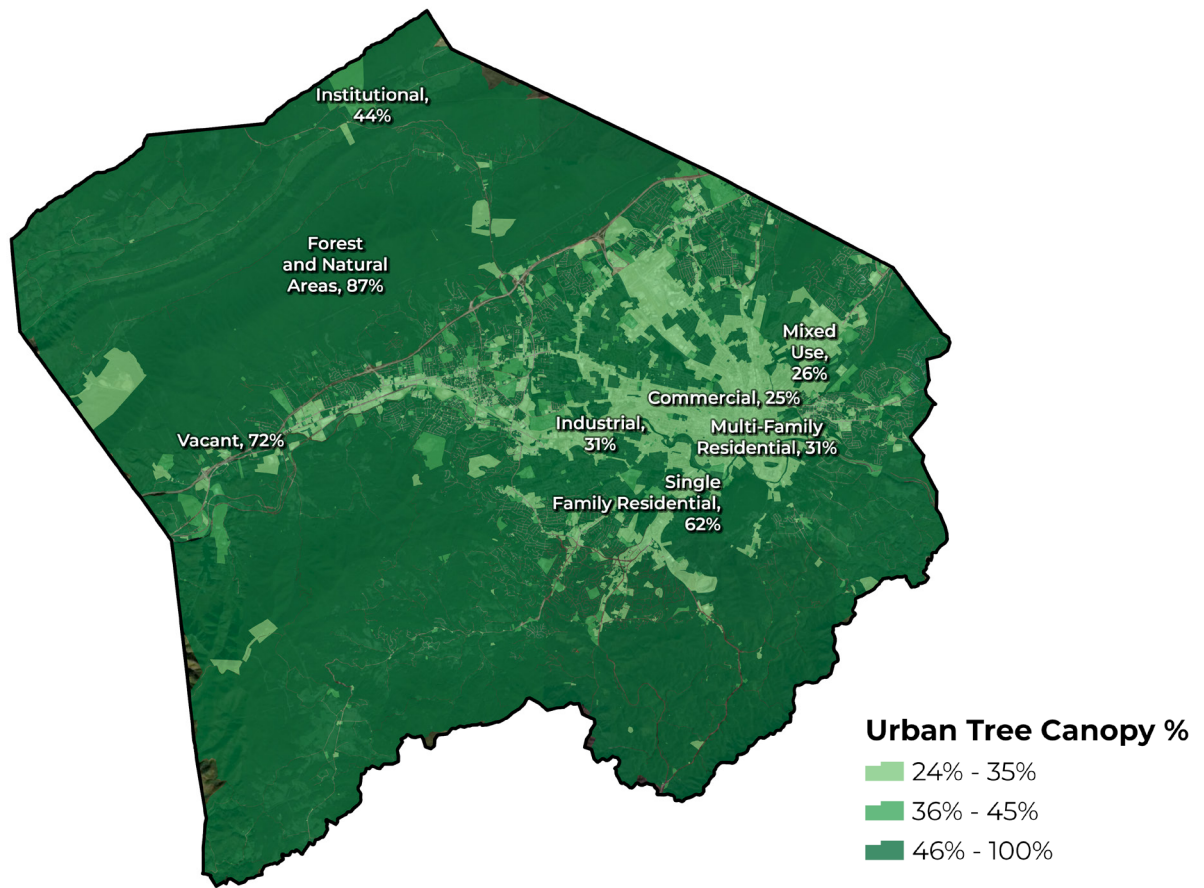 Institutional,
44%
Forest
and Natural
Areas, 87%
Mixed
Use,
26%
Commercial, 25%
Industrial,
31%
Multi-Family
Residential, 31%
Vacant, 72%
Single
Family Residential,
62%
Urban Tree Canopy %
24% - 35%
36% - 45%
46% - 100%